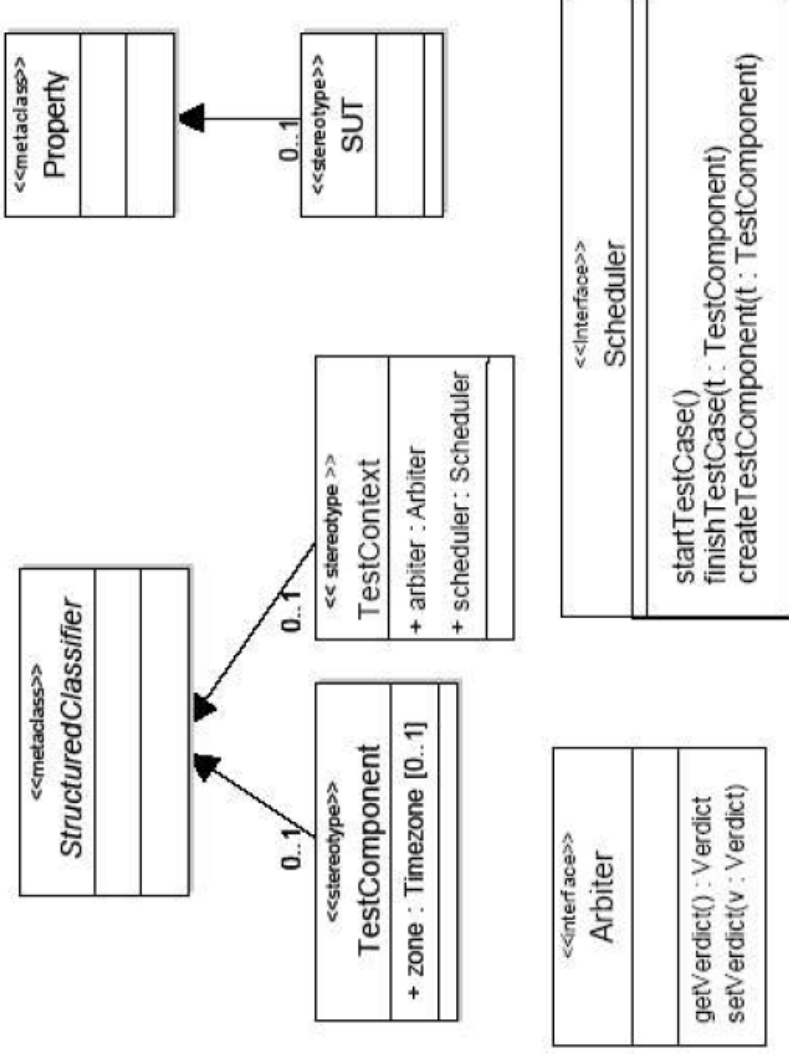 <<metaclass>>
StructuredClassifier
<<metaclass>>
Property
0..1
<<stereotype>>
TestComponent
+ zone : Timezone [0..1]
0..1
<< stereotype >>
TestContext
+ arbiter : Arbiter
+ scheduler : Scheduler
0..1
<<stereotype>>
SUT
<<interface>>
Arbiter
getVerdict() : Verdict
setVerdict(v : Verdict)
<<Interface>>
Scheduler
startTestCase()
finishTestCase(t : TestComponent)
createTestComponent(t : TestComponent)